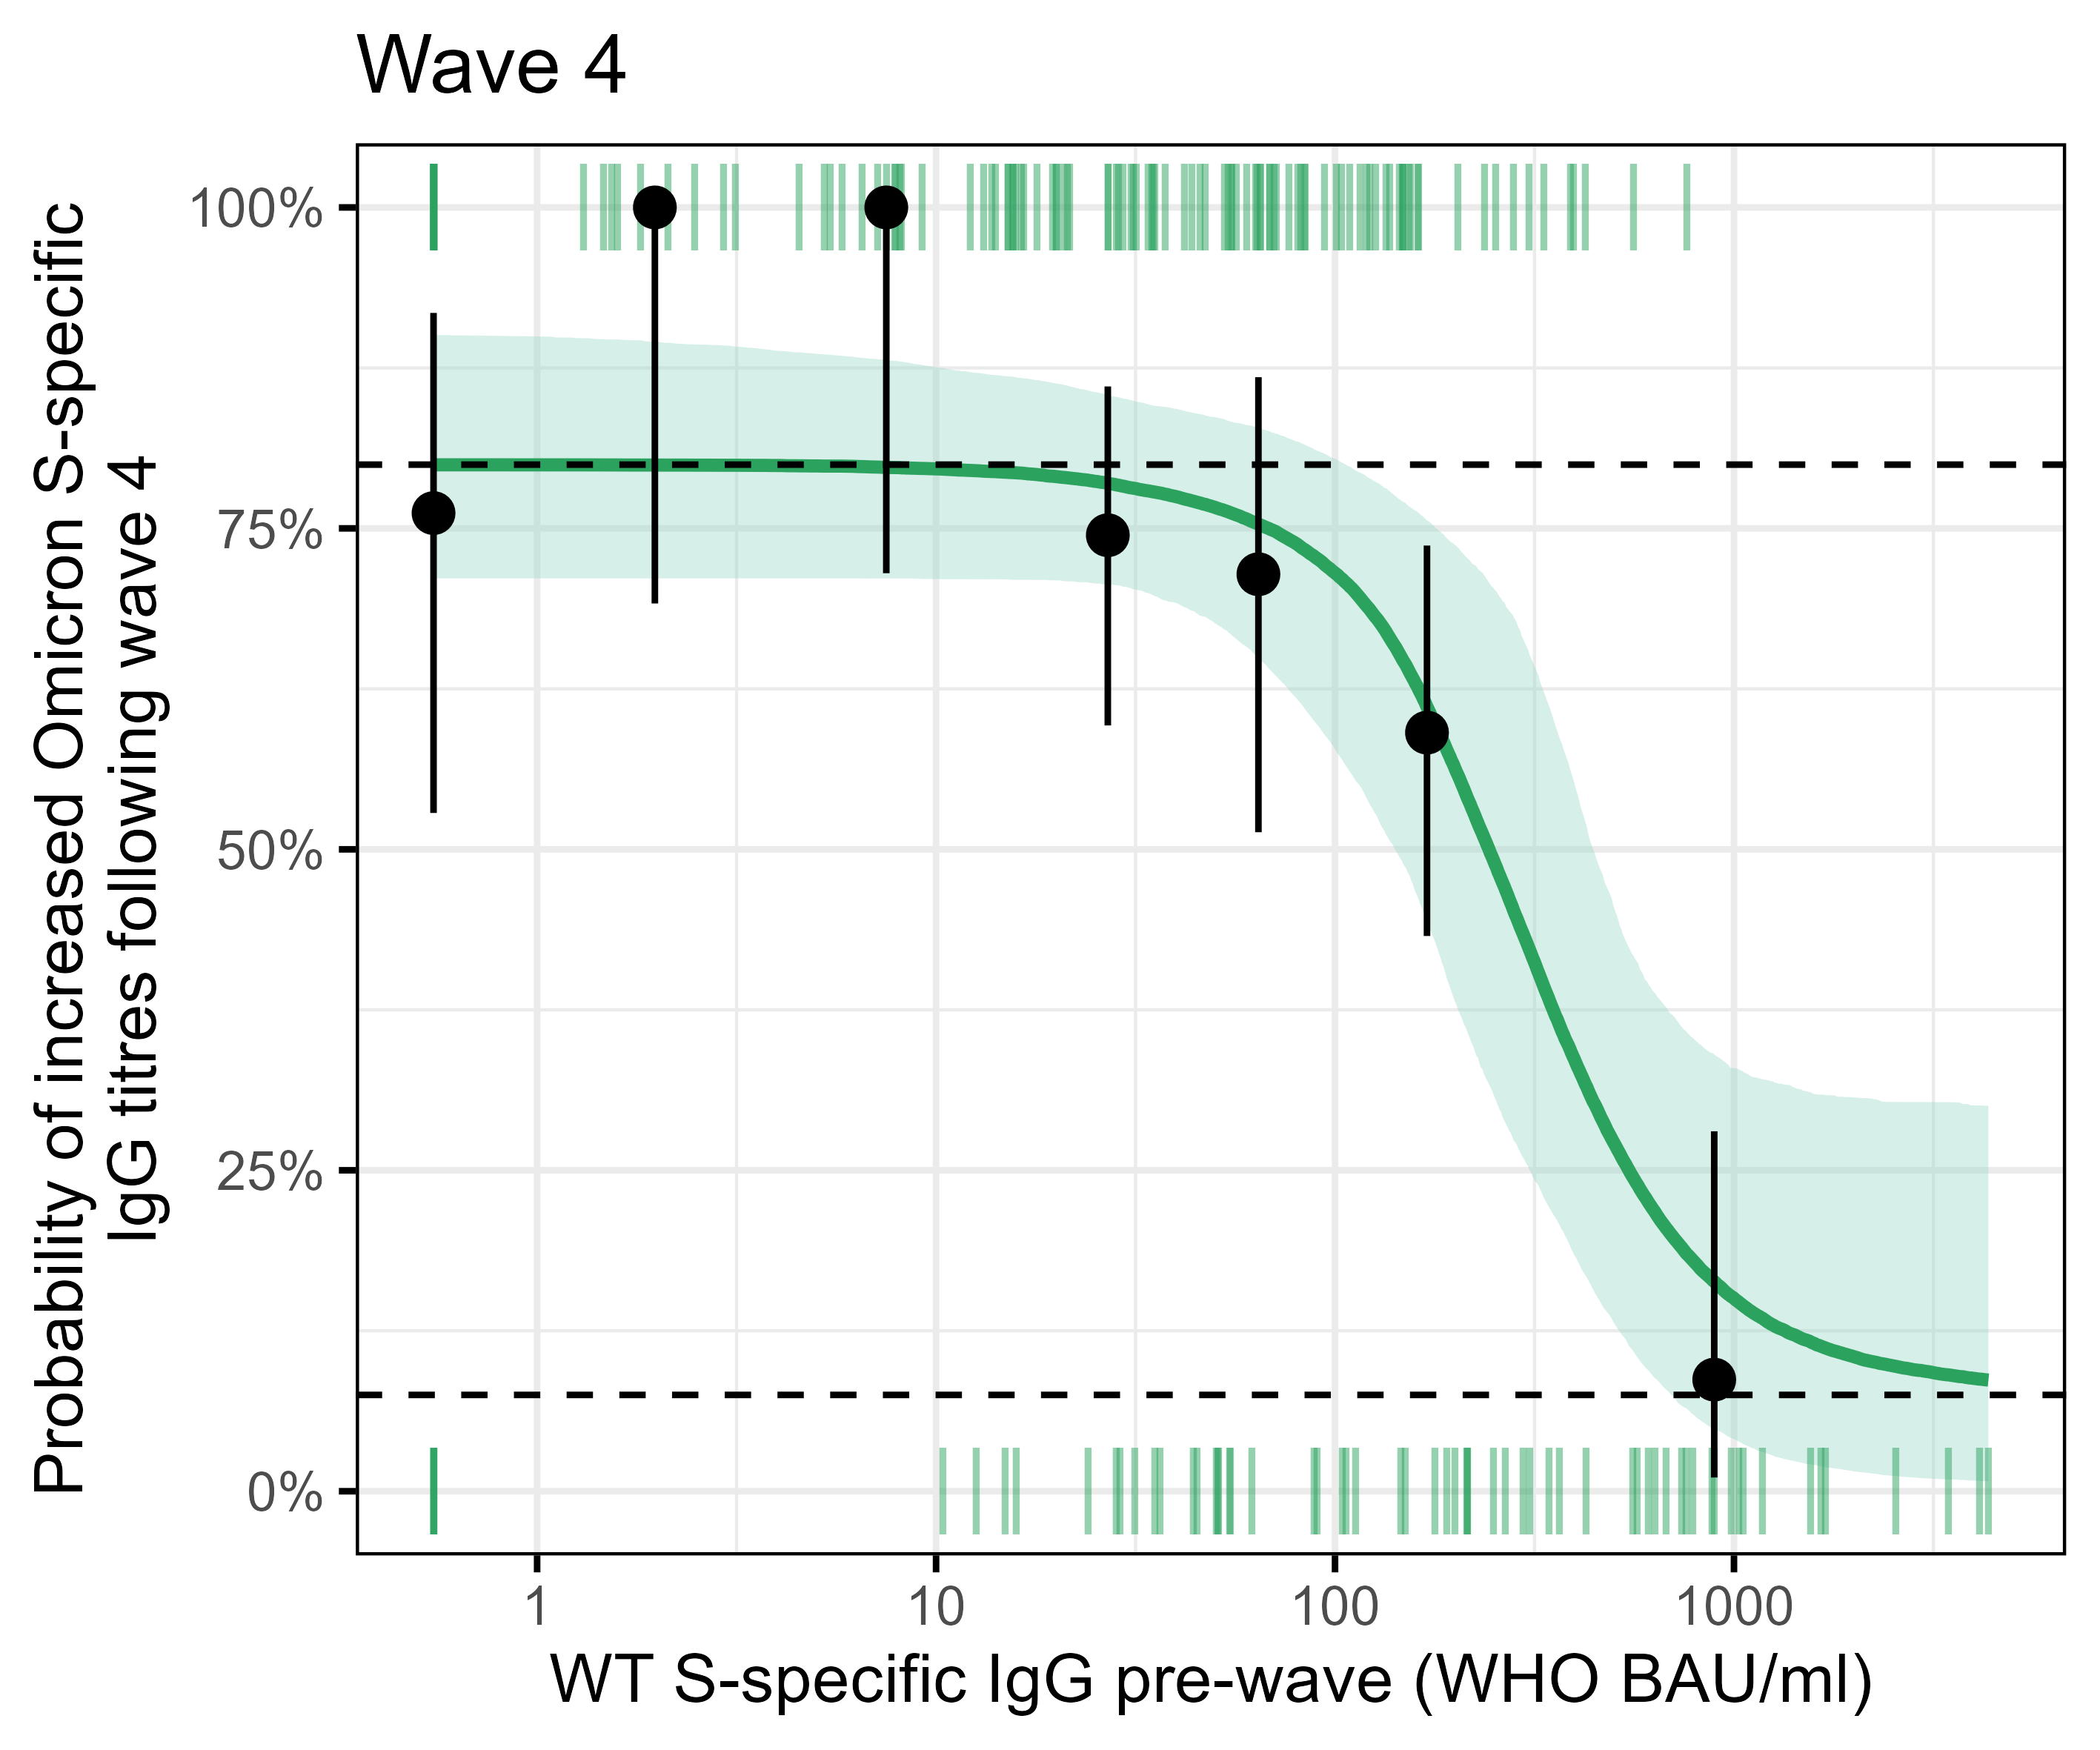 Wave 4
Probability of increased Omicron S-specific
IgG titres following wave 4
100%
75%
50%
25%
0%
1
10
100
1000
WT S-specific IgG pre-wave (WHO BAU/ml)